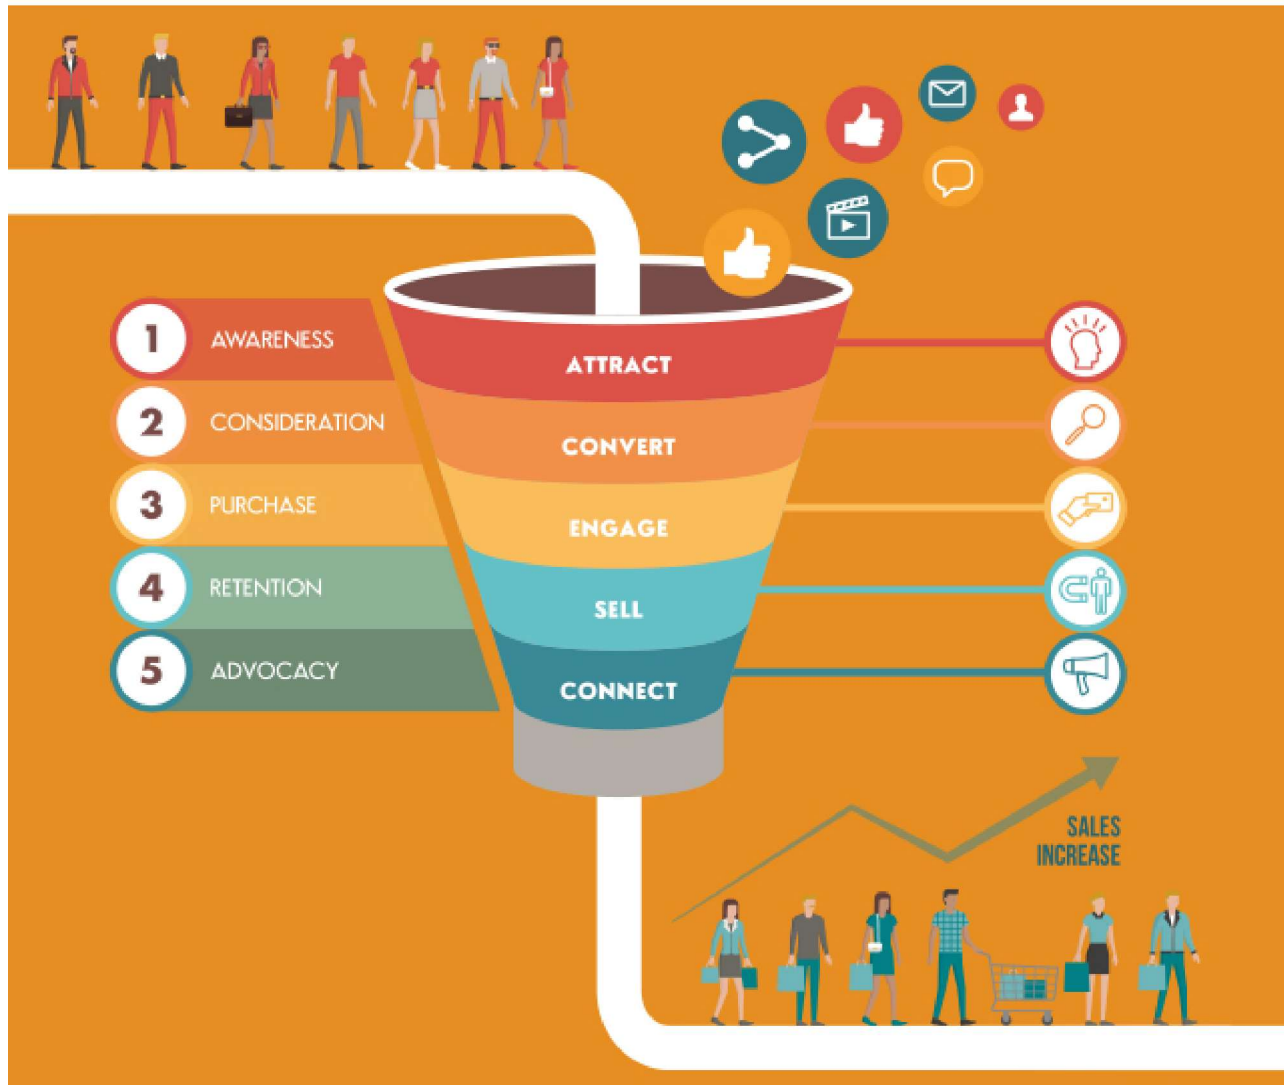 1 AWARENESS
ATTRACT
2 CONSIDERATION
CONVERT
3 PURCHASE
ENGAGE
4 RETENTION
SELL
5 ADVOCACY
CONNECT
SALES
INCREASE